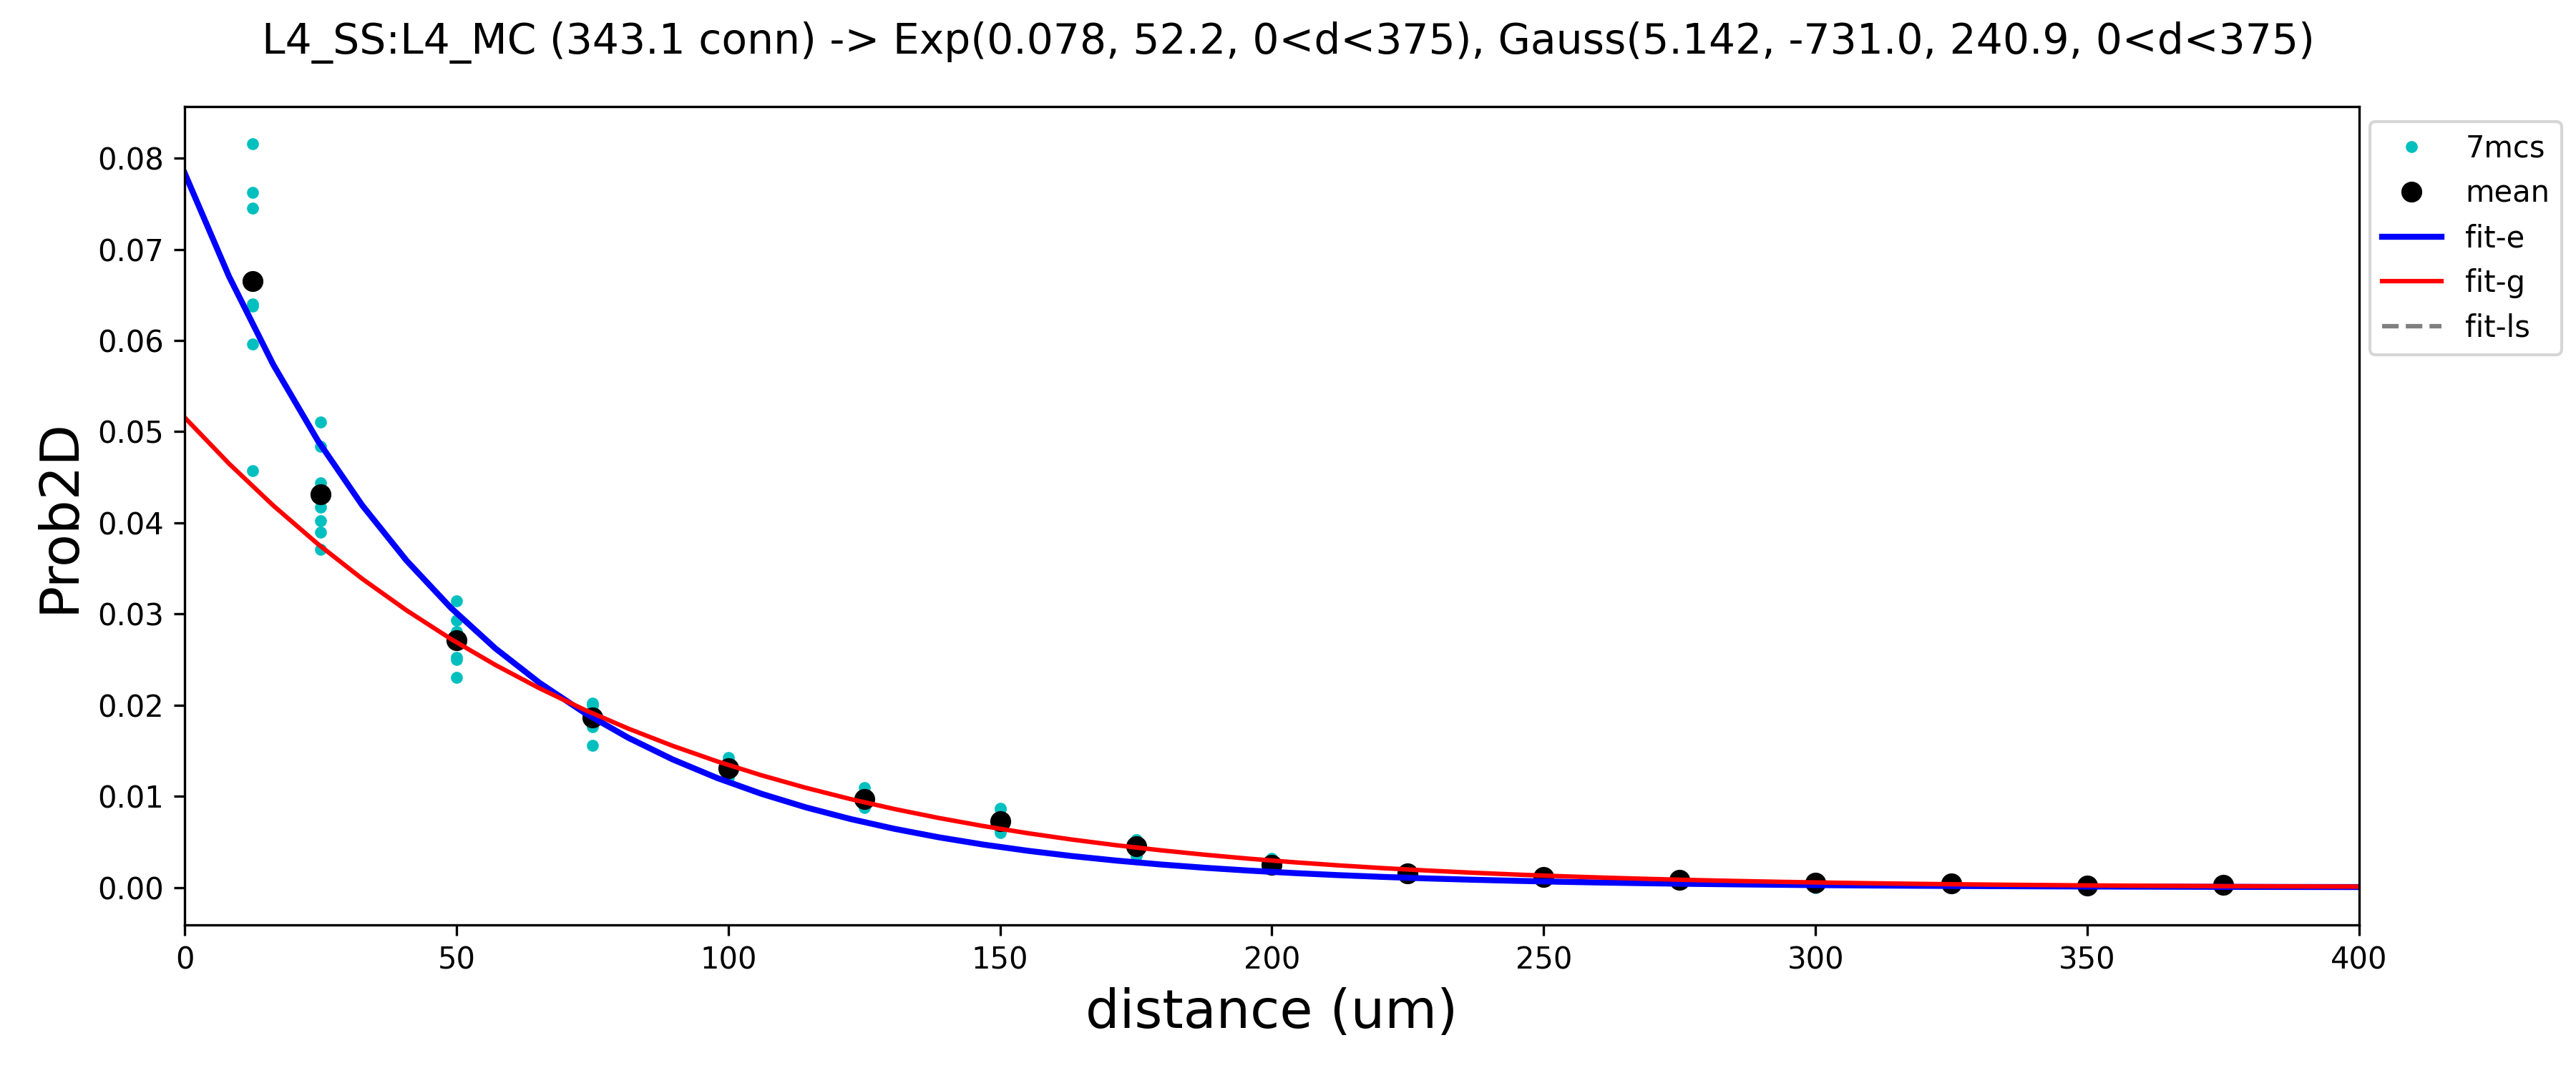 L4_SS:L4_MC (343.1 conn) -> Exp(0.078, 52.2, 0<d<375), Gauss(5.142, -731.0, 240.9, 0<d<375)
7mcs
mean
fit-e
fit-g
fit-ls
Prob2D
0.08
0.07
0.06
0.05
0.04
0.03
0.02
0.01
0.00
0 50 100 150 200 250 300 350 400
distance (um)